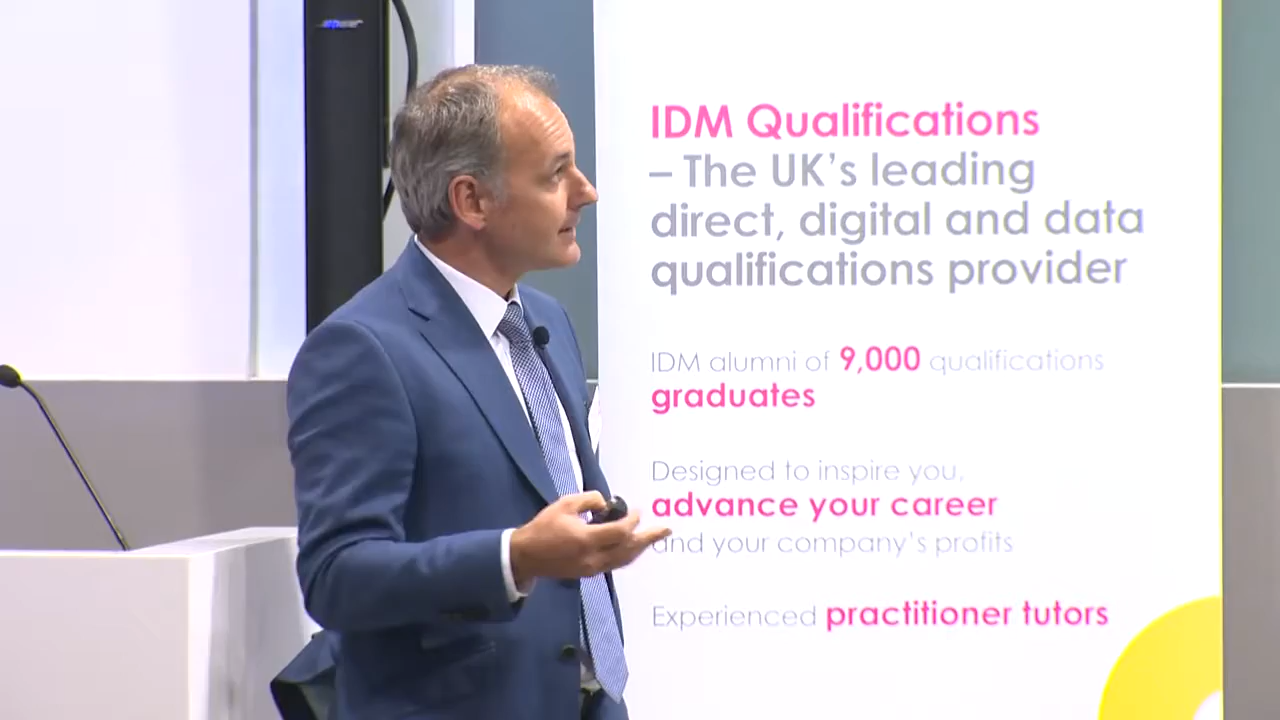 IDM Qualifications
– The UK's leading
direct, digital and data
qualifications provider
IDM alumni of 9,000 qualifications
graduates
Designed to inspire you,
advance your career
and your company's profits
Experienced practitioner tutors